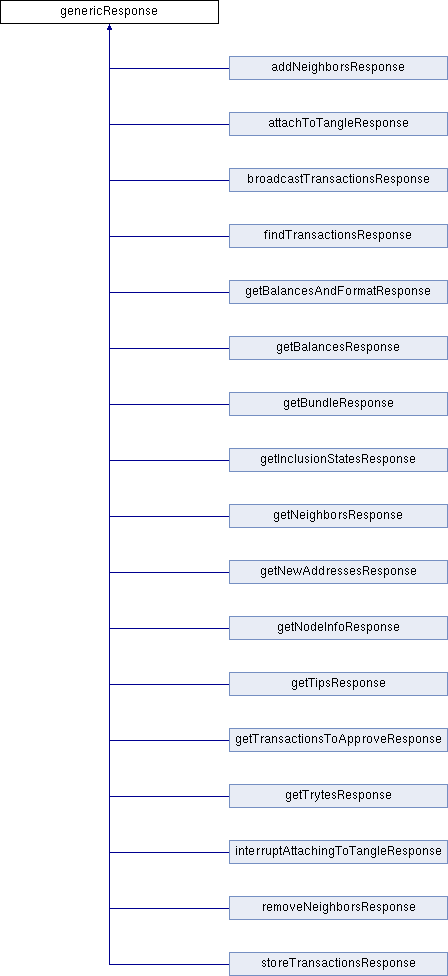 genericResponse
addNeighborsResponse
attachToTangleResponse
broadcastTransactionsResponse
findTransactionsResponse
getBalancesAndFormatResponse
getBalancesResponse
getBundleResponse
getInclusionStatesResponse
getNeighborsResponse
getNewAddressesResponse
getNodeInfoResponse
getTipsResponse
getTransactionsToApproveResponse
getTrytesResponse
interruptAttachingToTangleResponse
removeNeighborsResponse
storeTransactionsResponse